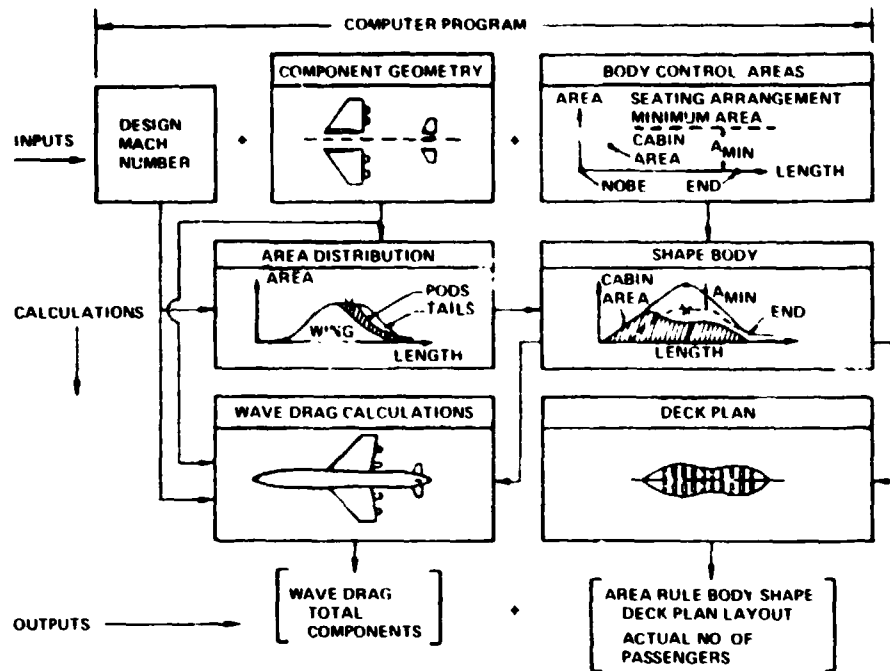 COMPUTER PROGRAM
INPUTS
DESIGN
MACH
NUMBER
+
COMPONENT GEOMETRY
+
BODY CONTROL AREAS
AREA
SEATING ARRANGEMENT
MINIMUM AREA
CABIN
AREA
AMIN
LENGTH
NOBE
END
CALCULATIONS
AREA DISTRIBUTION
AREA
PODS
TAILS
WING
LENGTH
SHAPE BODY
CABIN
AREA
AMIN
END
LENGTH
WAVE DRAG CALCULATIONS
DECK PLAN
OUTPUTS
WAVE DRAG
TOTAL
COMPONENTS
+
AREA RULE BODY SHAPE
DECK PLAN LAYOUT
ACTUAL NO OF
PASSENGERS